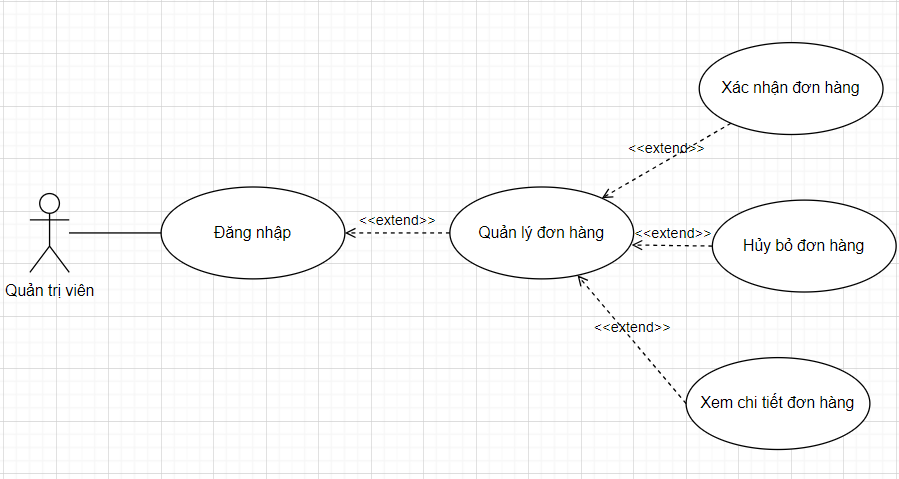 Xác nhận đơn hàng
<<extend>>
<<extend>>
Đăng nhập
Quản lý đơn hàng
<<extend>>
Hủy bỏ đơn hàng
Quản trị viên
<<extend>>
Xem chi tiết đơn hàng